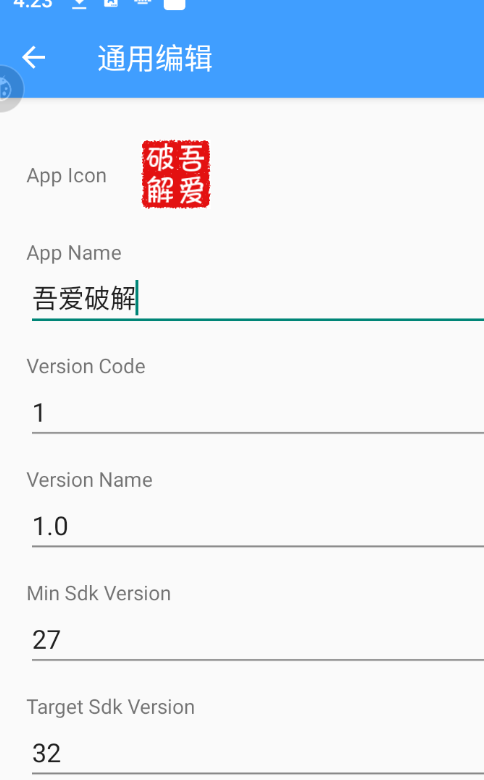 4:23
通用编辑
App Icon
破吾
解爱
App Name
吾爱破解
Version Code
1
Version Name
1.0
Min Sdk Version
27
Target Sdk Version
32